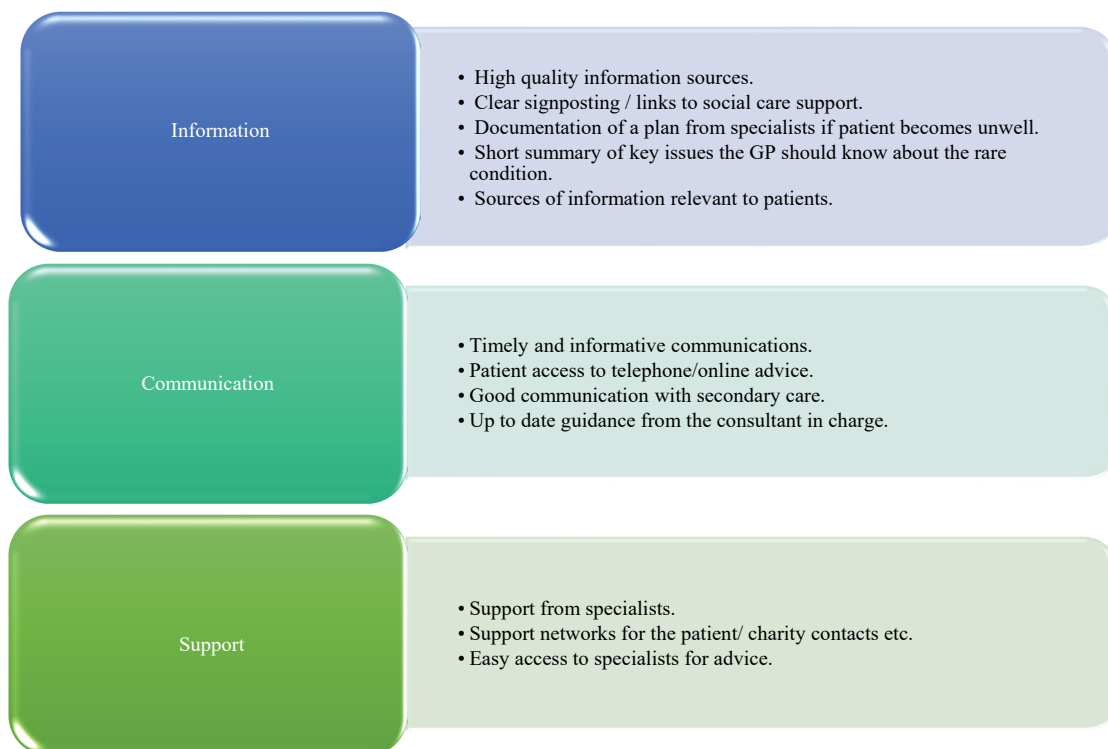 Information
• High quality information sources.
• Clear signposting / links to social care support.
• Documentation of a plan from specialists if patient becomes unwell.
• Short summary of key issues the GP should know about the rare
condition.
• Sources of information relevant to patients.
Communication
• Timely and informative communications.
• Patient access to telephone/online advice.
• Good communication with secondary care.
• Up to date guidance from the consultant in charge.
Support
• Support from specialists.
• Support networks for the patient/ charity contacts etc.
• Easy access to specialists for advice.